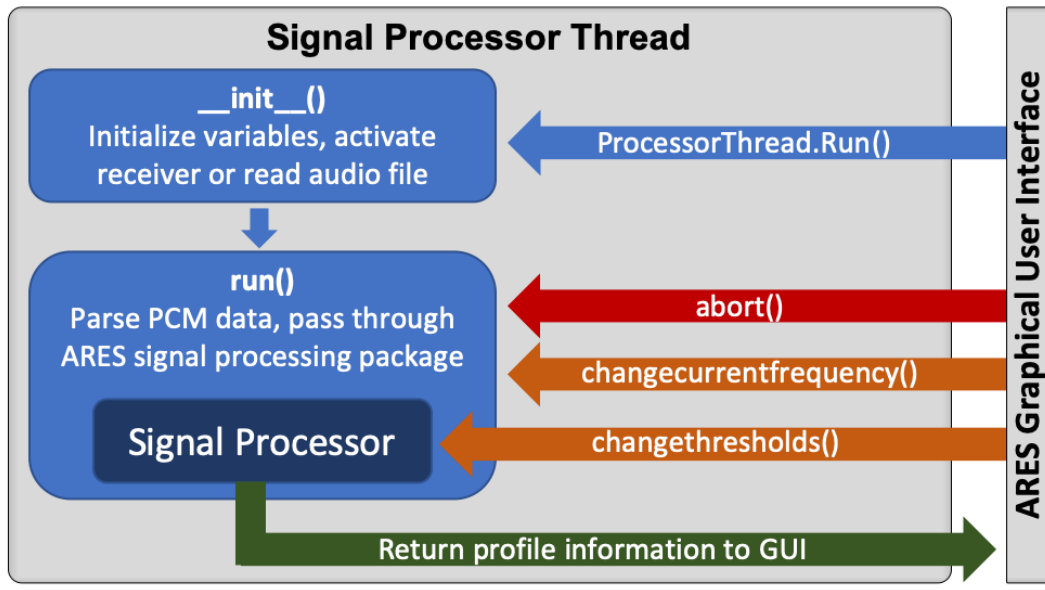 Signal Processor Thread
__init__()
Initialize variables, activate
receiver or read audio file
ProcessorThread.Run()
run()
Parse PCM data, pass through
ARES signal processing package
Signal Processor
abort()
changecurrentfrequency()
changethresholds()
Return profile information to GUI
ARES Graphical User Interface